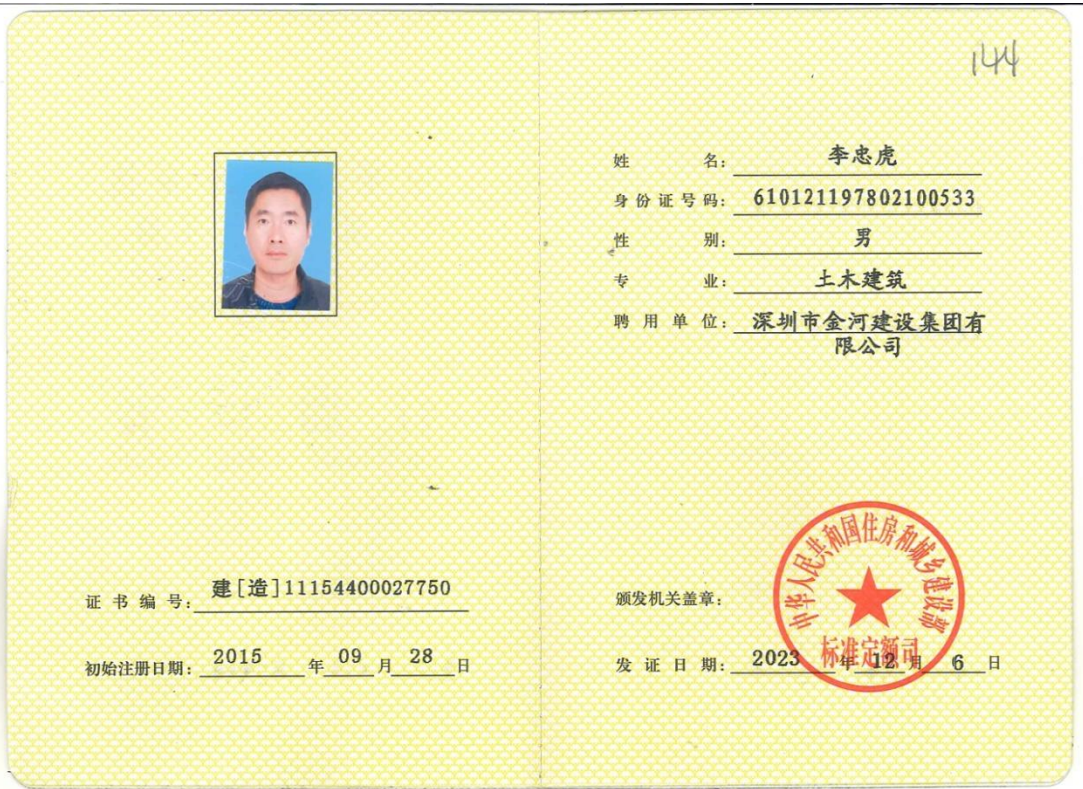 144
姓名：李忠虎
身份证号码：610121197802100533
性别：男
专业：土木建筑
聘用单位：深圳市金河建设集团有
限公司
证书编号：建[造]11154400027750
初始注册日期：2015年09月28日
颁发机关盖章：
中华人民共和国住房和城乡建设部
标准定额司
发证日期：2023年12月6日